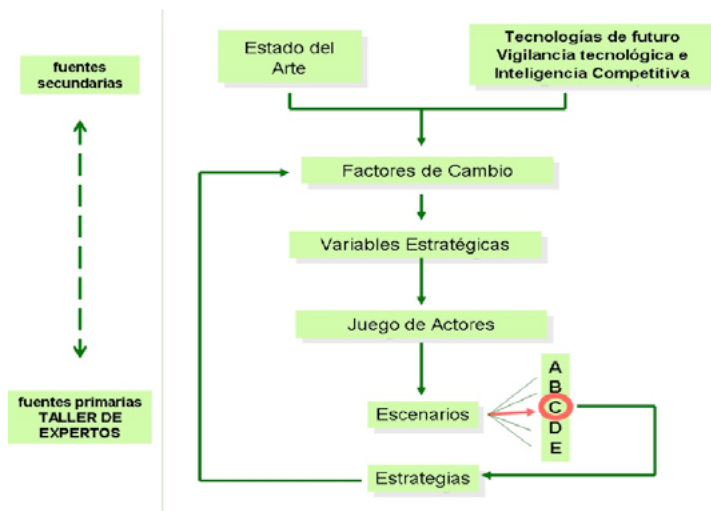 fuentes
secundarias
fuentes primarias
TALLER DE
EXPERTOS
Estado del
Arte
Tecnologías de futuro
Vigilancia tecnológica e
Inteligencia Competitiva
Factores de Cambio
Variables Estratégicas
Juego de Actores
Escenarios
A
B
C
D
E
Estrategias